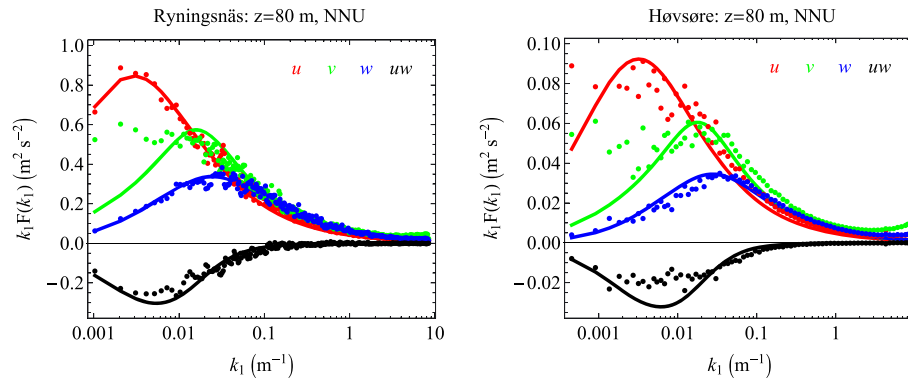 Ryningsnäs: z=80 m, NNU
u v w uw
k₁F(k₁) (m² s⁻²)
1.0
0.8
0.6
0.4
0.2
0.0
−0.2
0.001 0.01 0.1 1 10
k₁ (m⁻¹)
Høvsøre: z=80 m, NNU
u v w uw
k₁F(k₁) (m² s⁻²)
0.10
0.08
0.06
0.04
0.02
0.00
−0.02
0.001 0.01 0.1 1
k₁ (m⁻¹)